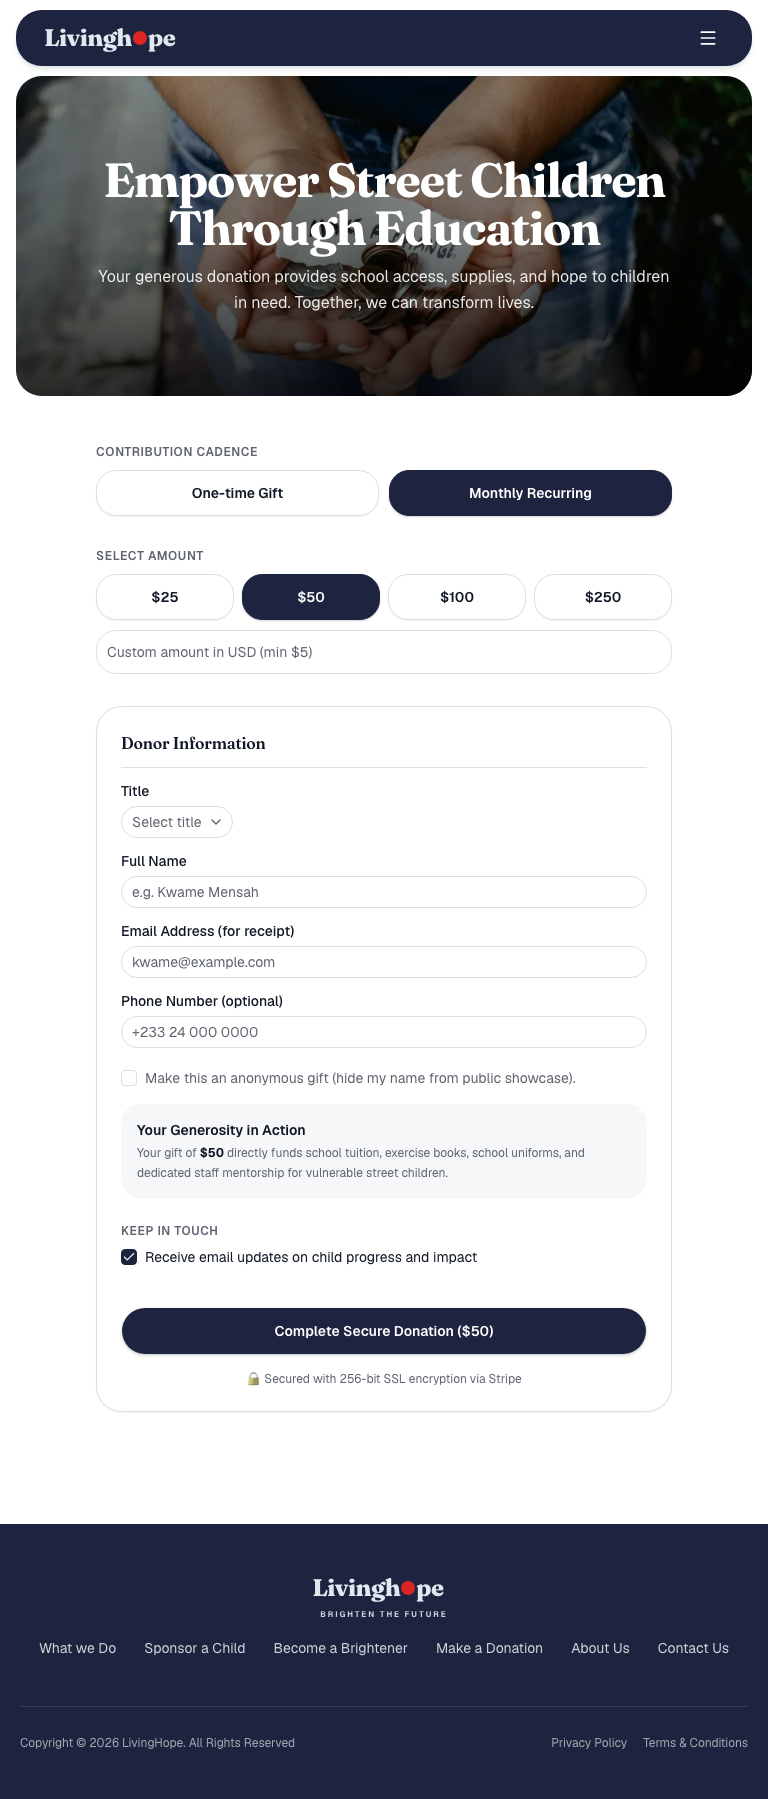 Livinghope
Empower Street Children
Through Education
Your generous donation provides school access, supplies, and hope to children
in need. Together, we can transform lives.
CONTRIBUTION CADENCE
One-time Gift
Monthly Recurring
SELECT AMOUNT
$25
$50
$100
$250
Custom amount in USD (min $5)
Donor Information
Title
Select title
Full Name
e.g. Kwame Mensah
Email Address (for receipt)
kwame@example.com
Phone Number (optional)
+233 24 000 0000
Make this an anonymous gift (hide my name from public showcase).
Your Generosity in Action
Your gift of $50 directly funds school tuition, exercise books, school uniforms, and
dedicated staff mentorship for vulnerable street children.
KEEP IN TOUCH
Receive email updates on child progress and impact
Complete Secure Donation ($50)
🔒 Secured with 256-bit SSL encryption via Stripe
Livinghope
BRIGHTEN THE FUTURE
What we Do
Sponsor a Child
Become a Brightener
Make a Donation
About Us
Contact Us
Copyright © 2026 LivingHope. All Rights Reserved
Privacy Policy
Terms & Conditions